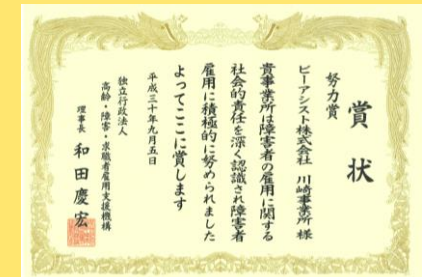 賞状
努力賞
ビーアシスト株式会社 川崎事業所 様
貴事業所は障害者の雇用に関する
社会的責任を深く認識され障害者
雇用に積極的に努められました
よってここに賞します
平成三十年九月五日
独立行政法人
高齢・障害・求職者雇用支援機構
理事長 和田慶宏